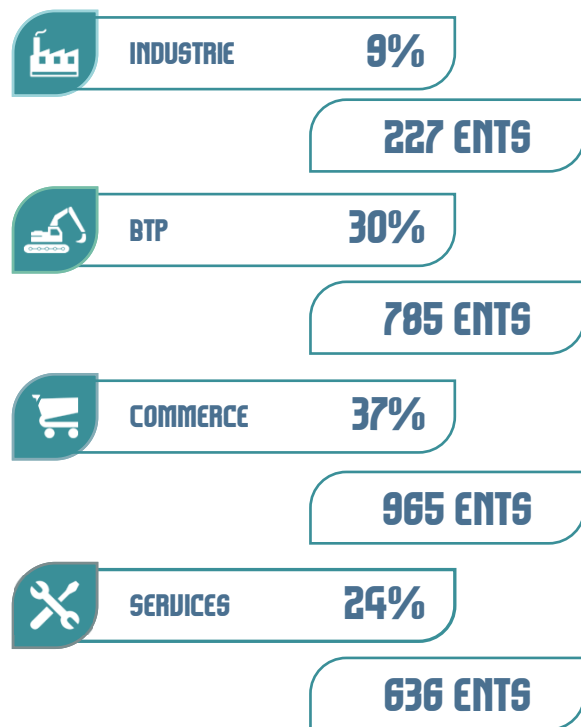 INDUSTRIE 9%
227 ENTS
BTP 30%
785 ENTS
COMMERCE 37%
965 ENTS
SERVICES 24%
636 ENTS